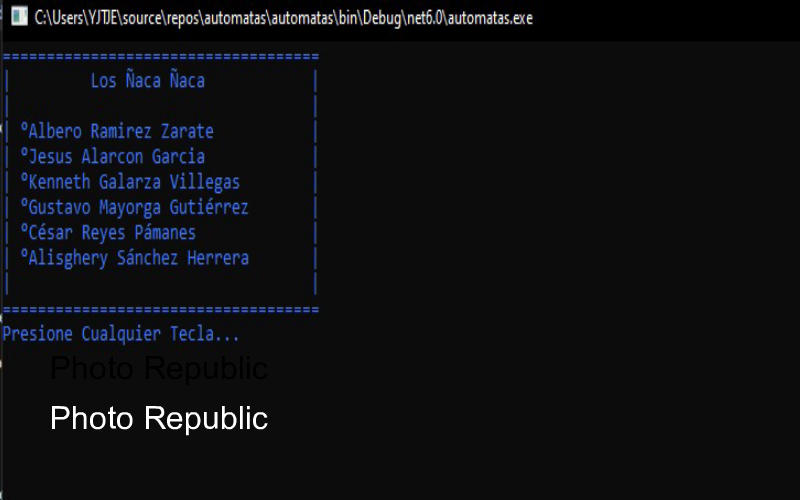 C:\Users\YJTJE\source\repos\automatas\automatas\bin\Debug\net6.0\automatas.exe
====================================
| Los Ñaca Ñaca |
| |
| °Albero Ramirez Zarate |
| °Jesus Alarcon Garcia |
| °Kenneth Galarza Villegas |
| °Gustavo Mayorga Gutiérrez |
| °César Reyes Pámanes |
| °Alisghery Sánchez Herrera |
| |
====================================
Presione Cualquier Tecla...
Photo Republic
Photo Republic